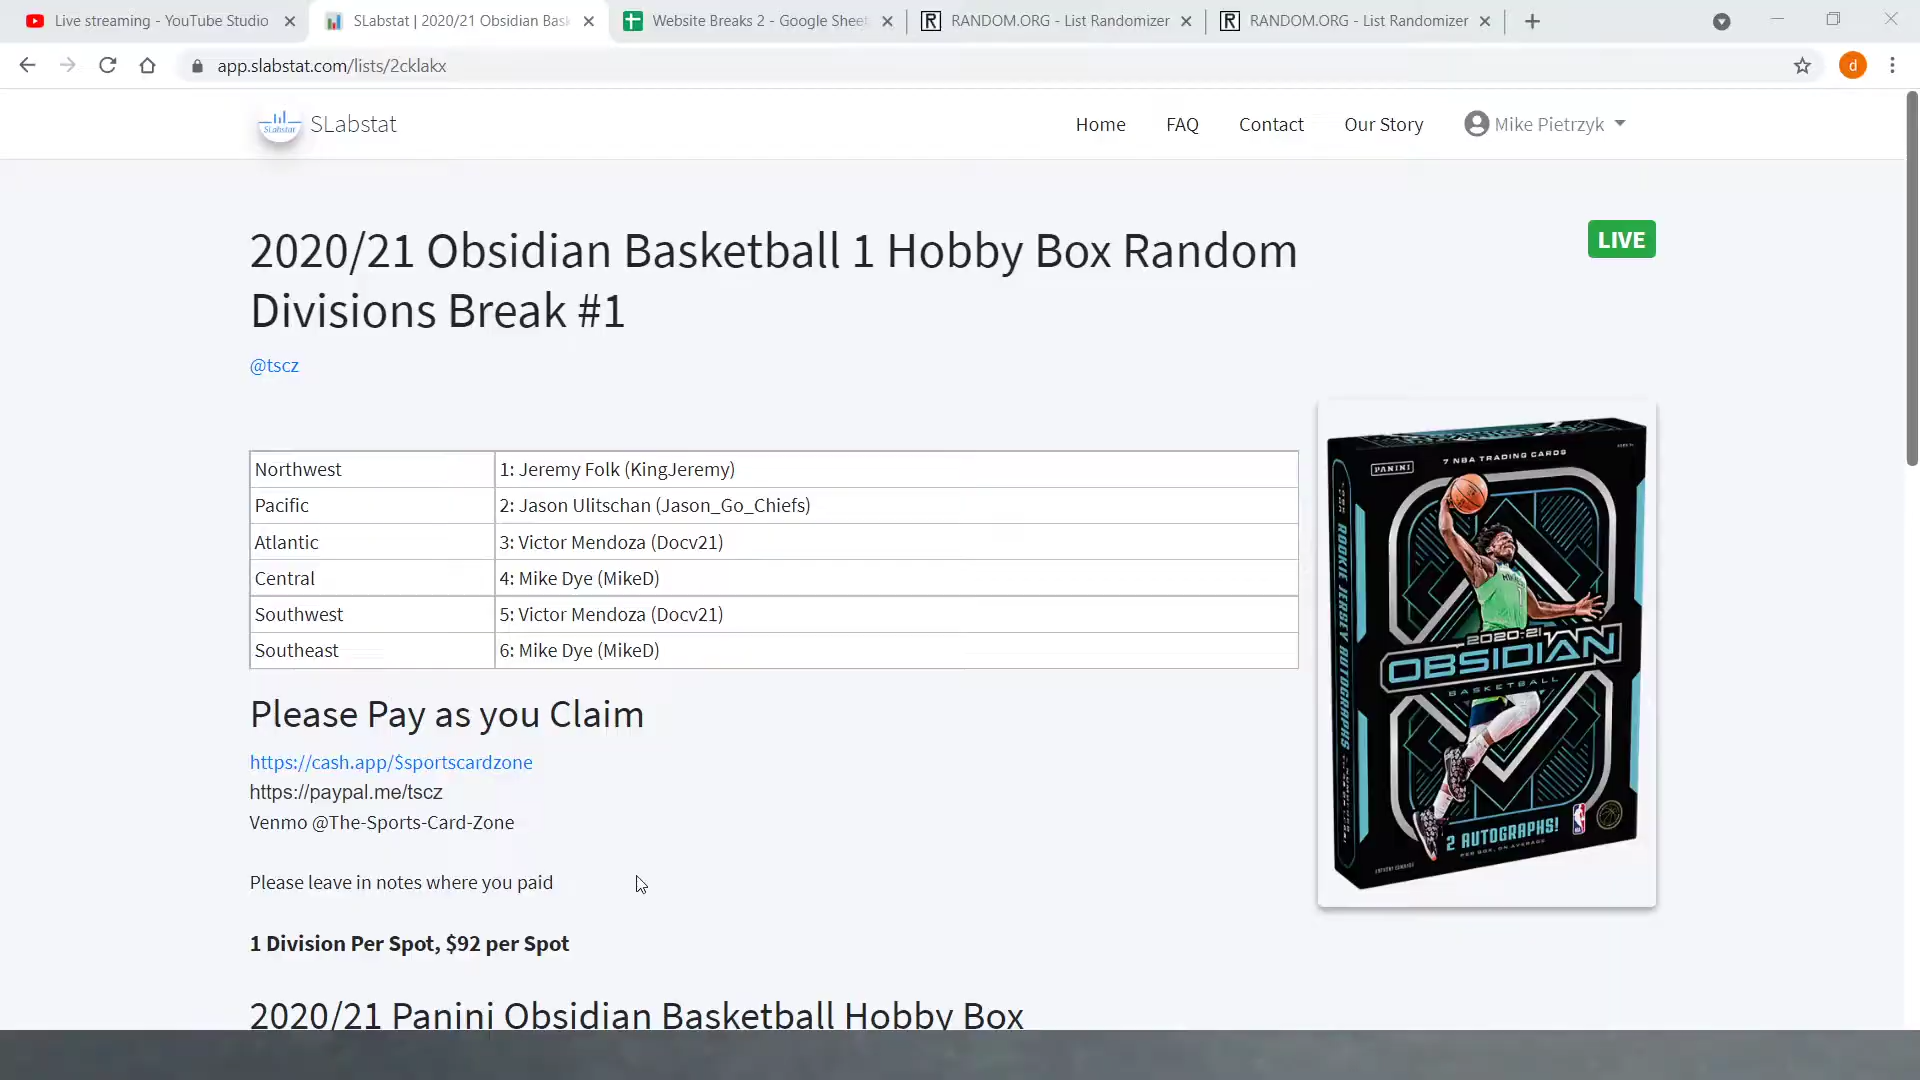 Live streaming - YouTube Studio
SLabstat | 2020/21 Obsidian Bask
Website Breaks 2 - Google Sheet
RANDOM.ORG - List Randomizer
RANDOM.ORG - List Randomizer
app.slabstat.com/lists/2cklakx
d
SLabstat
SLabstat
Home
FAQ
Contact
Our Story
Mike Pietrzyk
2020/21 Obsidian Basketball 1 Hobby Box Random
Divisions Break #1
LIVE
@tscz
Northwest 1: Jeremy Folk (KingJeremy)
Pacific 2: Jason Ulitschan (Jason_Go_Chiefs)
Atlantic 3: Victor Mendoza (Docv21)
Central 4: Mike Dye (MikeD)
Southwest 5: Victor Mendoza (Docv21)
Southeast 6: Mike Dye (MikeD)
PANINI
7 NBA TRADING CARDS
ROOKIE JERSEY AUTOGRAPHS
2020-21
OBSIDIAN
BASKETBALL
2 AUTOGRAPHS!
PER BOX, ON AVERAGE
Please Pay as you Claim
https://cash.app/$sportscardzone
https://paypal.me/tscz
Venmo @The-Sports-Card-Zone
Please leave in notes where you paid
1 Division Per Spot, $92 per Spot
2020/21 Panini Obsidian Basketball Hobby Box